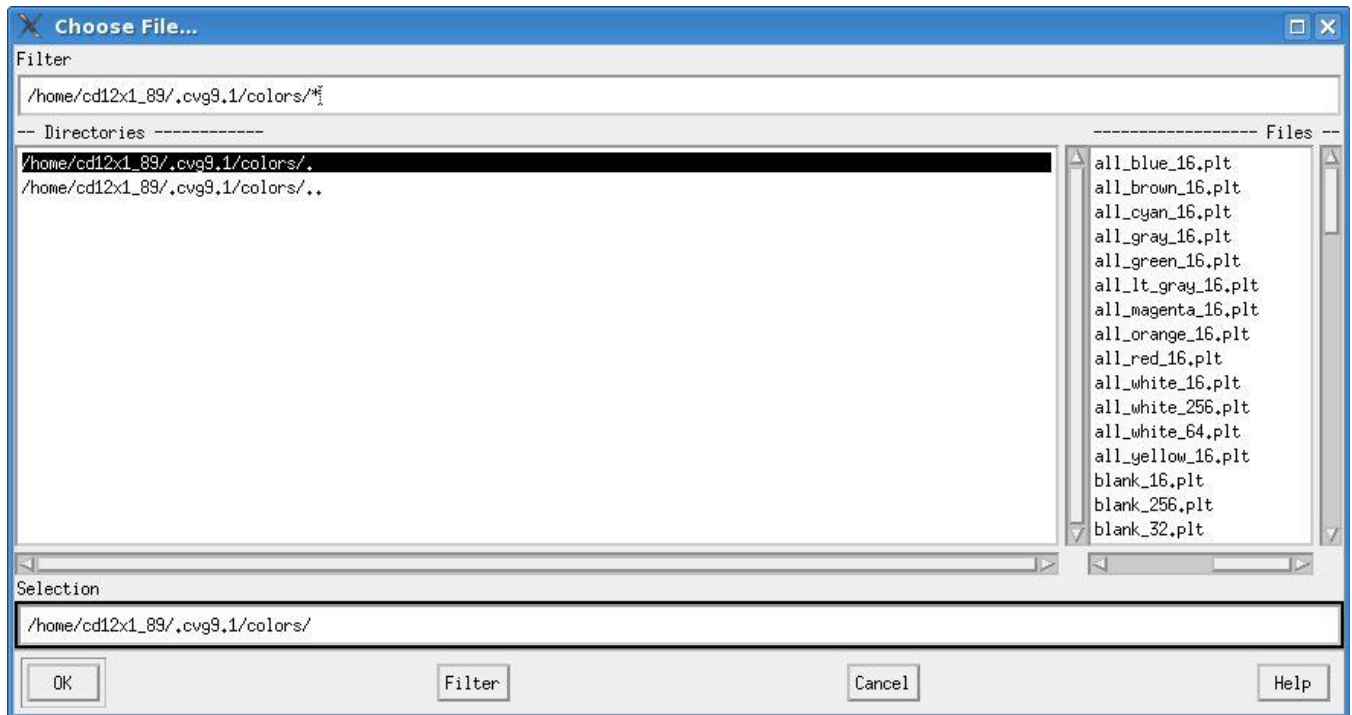 Choose File...
Filter
/home/cd12x1_89/.cvg9.1/colors/*
-- Directories ------------
------------------ Files --
/home/cd12x1_89/.cvg9.1/colors/.
/home/cd12x1_89/.cvg9.1/colors/..
all_blue_16.plt
all_brown_16.plt
all_cyan_16.plt
all_gray_16.plt
all_green_16.plt
all_lt_gray_16.plt
all_magenta_16.plt
all_orange_16.plt
all_red_16.plt
all_white_16.plt
all_white_256.plt
all_white_64.plt
all_yellow_16.plt
blank_16.plt
blank_256.plt
blank_32.plt
Selection
/home/cd12x1_89/.cvg9.1/colors/
OK
Filter
Cancel
Help